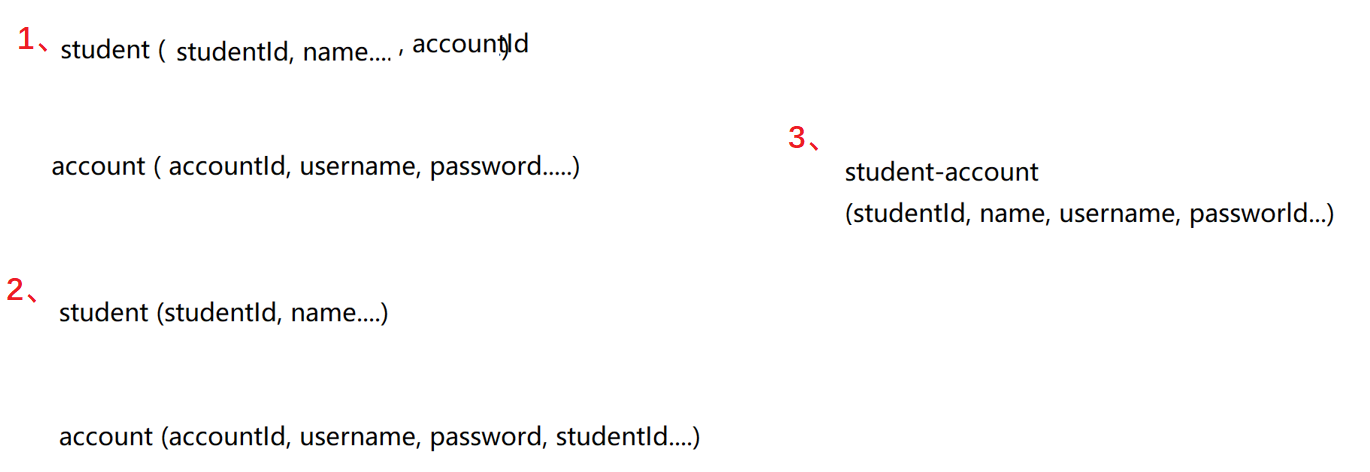 1、student ( studentId, name.... , accountId)
account ( accountId, username, password.....)
2、
student (studentId, name....)
account (accountId, username, password, studentId....)
3、
student-account
(studentId, name, username, passworld...)